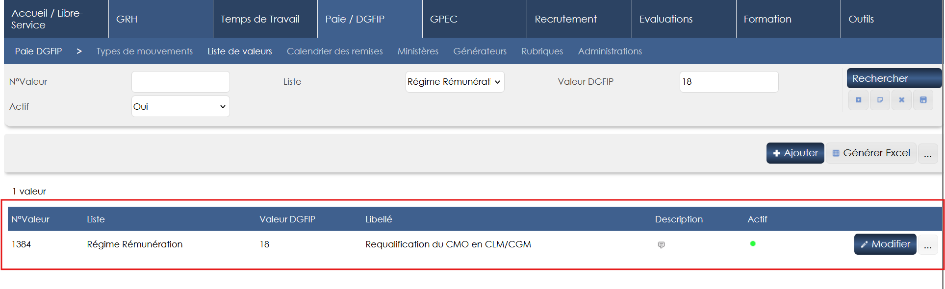 Accueil / Libre Service GRH Temps de Travail Paie / DGFIP GPEC Recrutement Evaluations Formation Outils
Paie DGFIP > Types de mouvements Liste de valeurs Calendrier des remises Ministères Générateurs Rubriques Administrations
N°Valeur Liste Régime Rémunérati Valeur DGFIP 18 Rechercher
Actif Oui
+ Ajouter Générer Excel ...
1 valeur
N°Valeur Liste Valeur DGFIP Libellé Description Actif
1384 Régime Rémunération 18 Requalification du CMO en CLM/CGM Modifier ...